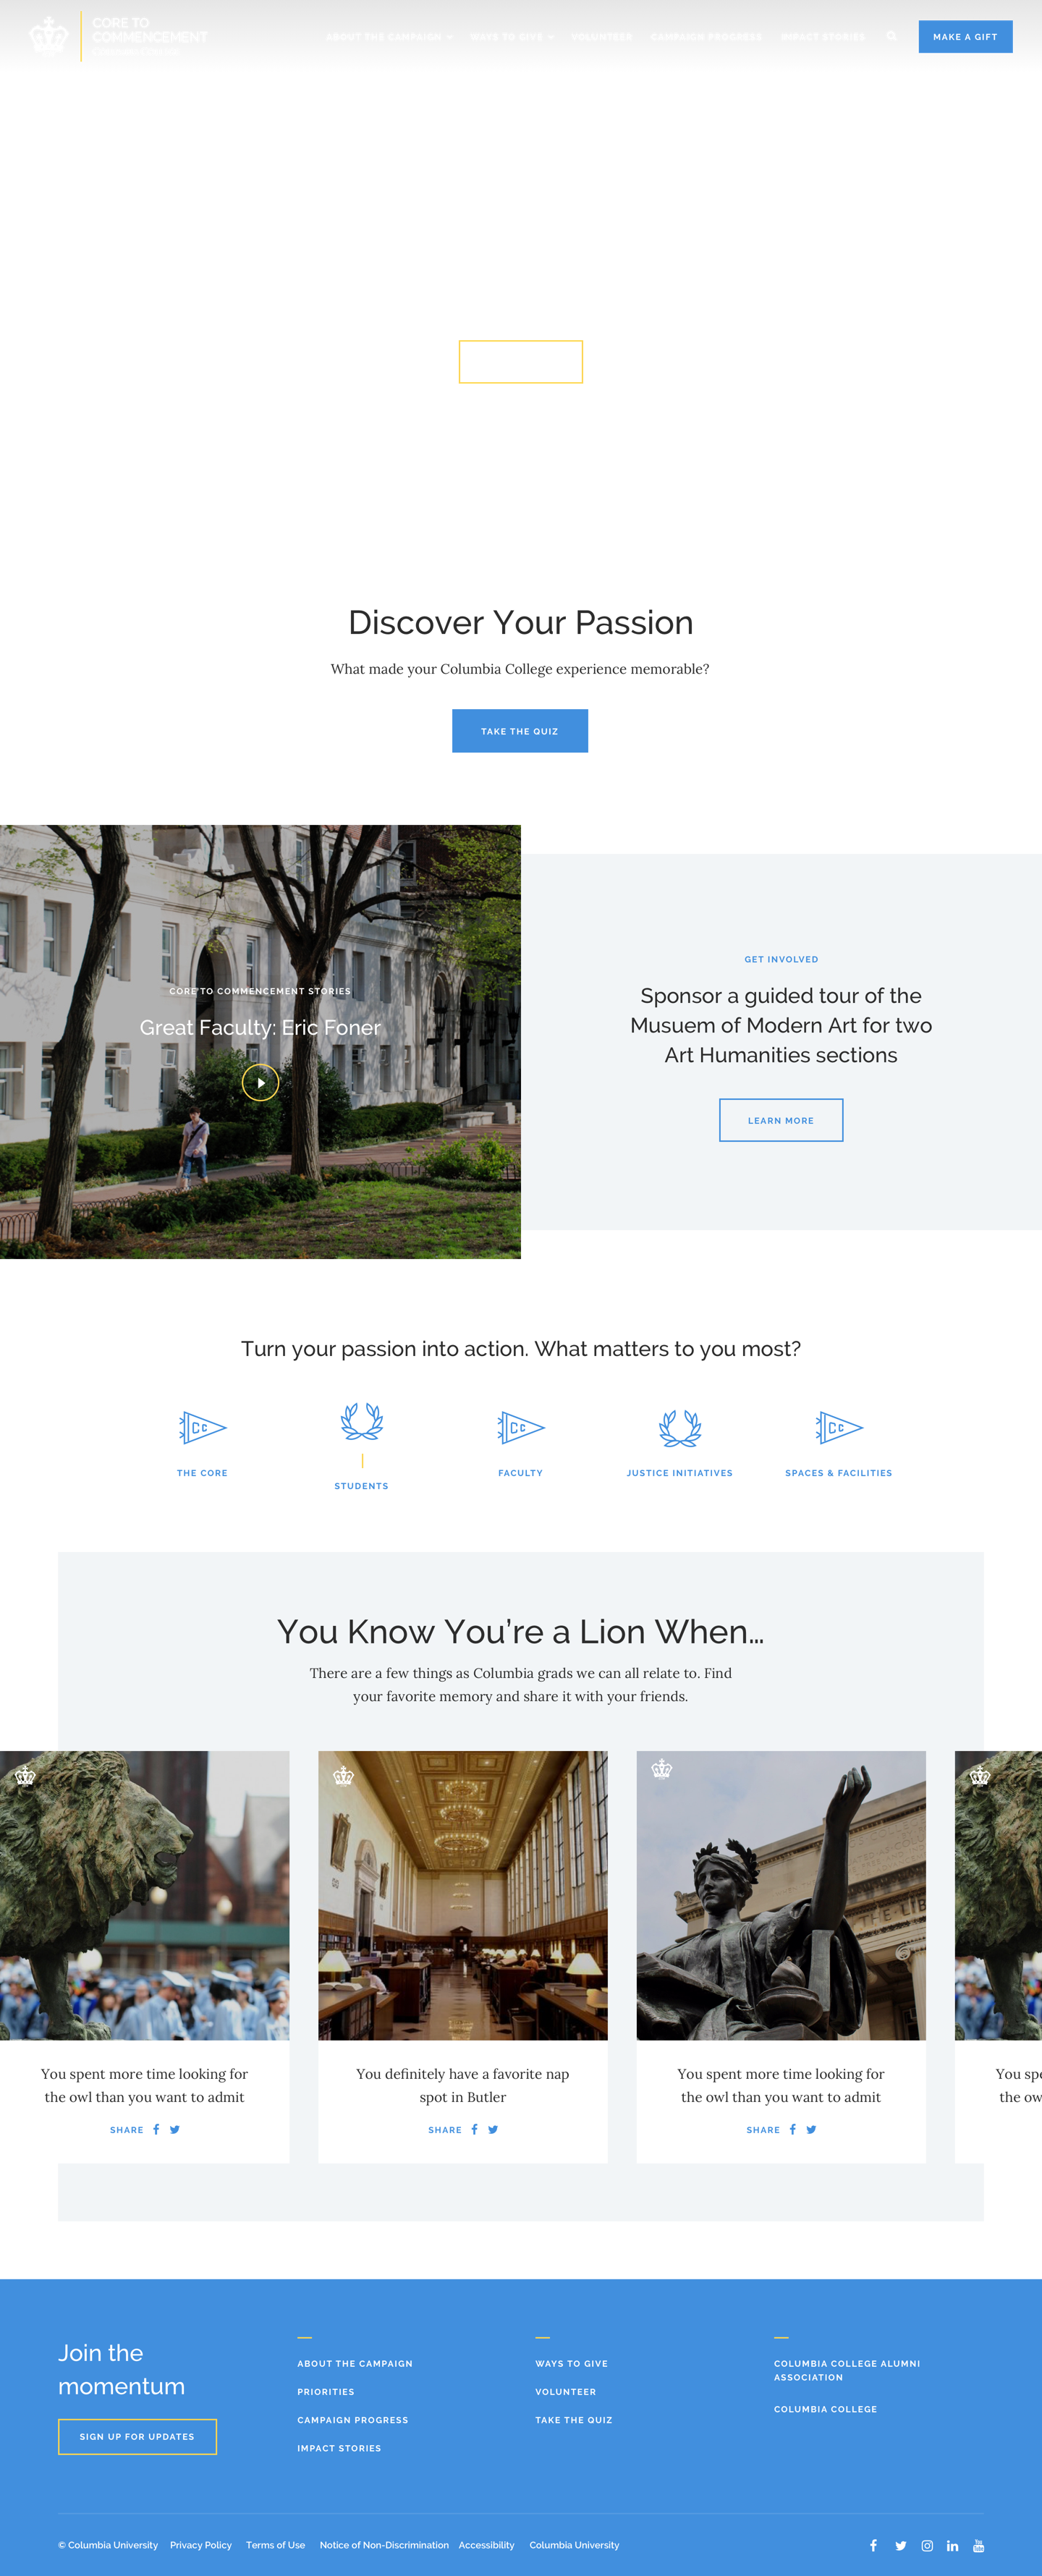 CORE TO
COMMENCEMENT
ABOUT THE CAMPAIGN
WAYS TO GIVE
VOLUNTEER
CAMPAIGN PROGRESS
IMPACT STORIES
MAKE A GIFT
Discover Your Passion
What made your Columbia College experience memorable?
TAKE THE QUIZ
CORE TO COMMENCEMENT STORIES
Great Faculty: Eric Foner
GET INVOLVED
Sponsor a guided tour of the
Musuem of Modern Art for two
Art Humanities sections
LEARN MORE
Turn your passion into action. What matters to you most?
Cc
Cc
Cc
THE CORE
STUDENTS
FACULTY
JUSTICE INITIATIVES
SPACES & FACILITIES
You Know You’re a Lion When…
There are a few things as Columbia grads we can all relate to. Find
your favorite memory and share it with your friends.
You spent more time looking for
the owl than you want to admit
SHARE
You definitely have a favorite nap
spot in Butler
SHARE
THE LIB
You spent more time looking for
the owl than you want to admit
SHARE
You spe
the ow
Join the
momentum
SIGN UP FOR UPDATES
ABOUT THE CAMPAIGN
PRIORITIES
CAMPAIGN PROGRESS
IMPACT STORIES
WAYS TO GIVE
VOLUNTEER
TAKE THE QUIZ
COLUMBIA COLLEGE ALUMNI
ASSOCIATION
COLUMBIA COLLEGE
© Columbia University Privacy Policy Terms of Use Notice of Non-Discrimination Accessibility Columbia University